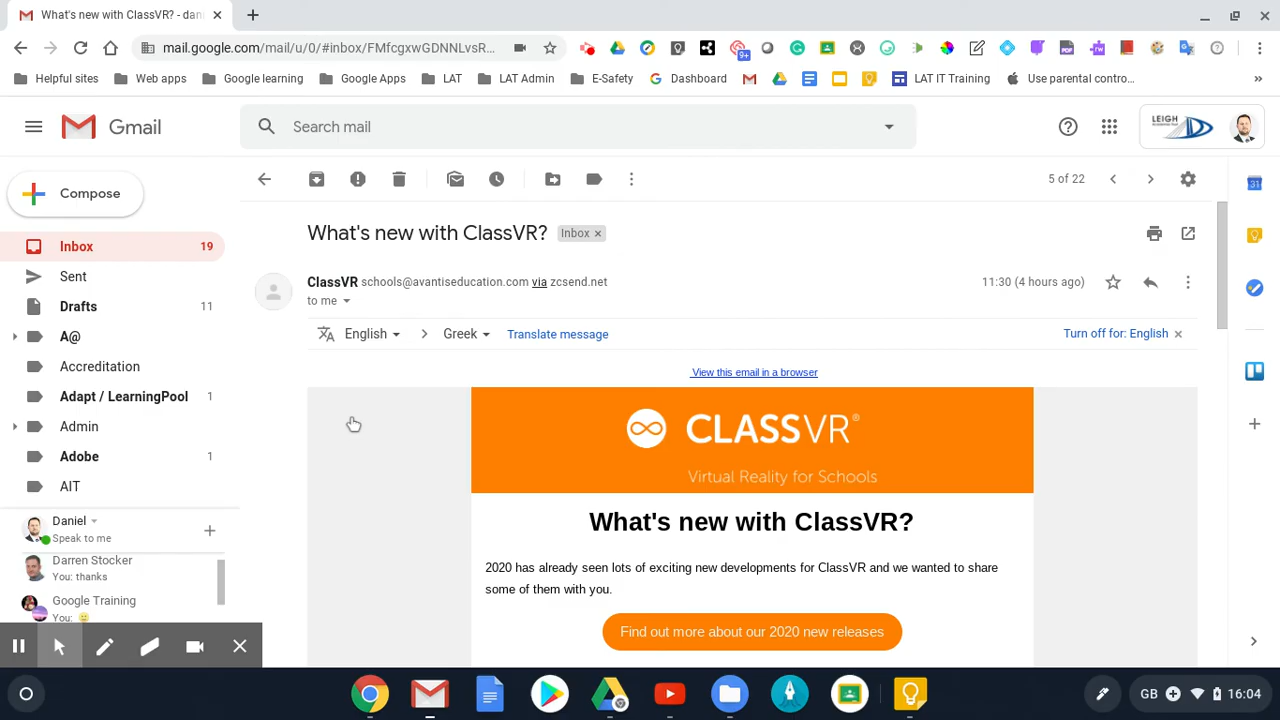 What's new with ClassVR? - dan
mail.google.com/mail/u/0/#inbox/FMfcgxwGDNNLvsR...
9+
Helpful sites
Web apps
Google learning
Google Apps
LAT
LAT Admin
E-Safety
Dashboard
LAT IT Training
Use parental contro...
»
Gmail
Search mail
LEIGH
Compose
5 of 22
Inbox 19
Sent
Drafts 11
A@
Accreditation
Adapt / LearningPool 1
Admin
Adobe 1
AIT
Daniel
Speak to me
Darren Stocker
You: thanks
Google Training
You:
What's new with ClassVR? Inbox ×
ClassVR schools@avantiseducation.com via zcsend.net
11:30 (4 hours ago)
to me
English > Greek Translate message
Turn off for: English ×
View this email in a browser
CLASSVR®
Virtual Reality for Schools
What's new with ClassVR?
2020 has already seen lots of exciting new developments for ClassVR and we wanted to share
some of them with you.
Find out more about our 2020 new releases
31
GB 16:04